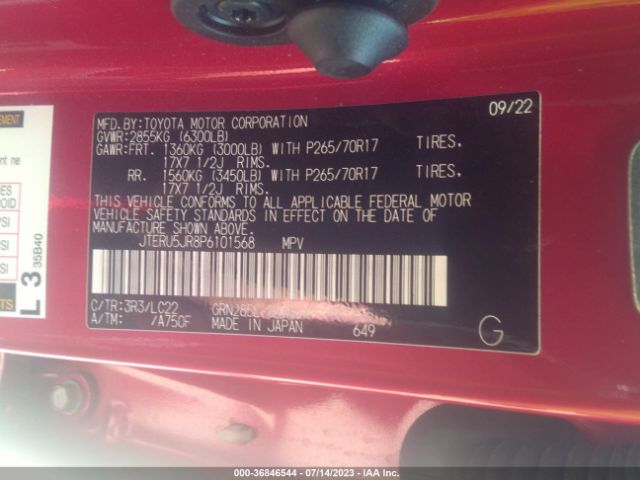 09/22
MFD.BY:TOYOTA MOTOR CORPORATION
GVWR:2855KG (6300LB)
GAWR:FRT. 1360KG (3000LB) WITH P265/70R17 TIRES,
17X7 1/2J RIMS.
RR. 1560KG (3450LB) WITH P265/70R17 TIRES,
17X7 1/2J RIMS.
THIS VEHICLE CONFORMS TO ALL APPLICABLE FEDERAL MOTOR
VEHICLE SAFETY STANDARDS IN EFFECT ON THE DATE OF
MANUFACTURE SHOWN ABOVE.
JTERU5JR8P6101568 MPV
C/TR:3R3/LC22
A/TM: /A750F
MADE IN JAPAN 649
G
L 3
35B40
000-36846544 / 07/14/2023 / IAA Inc.